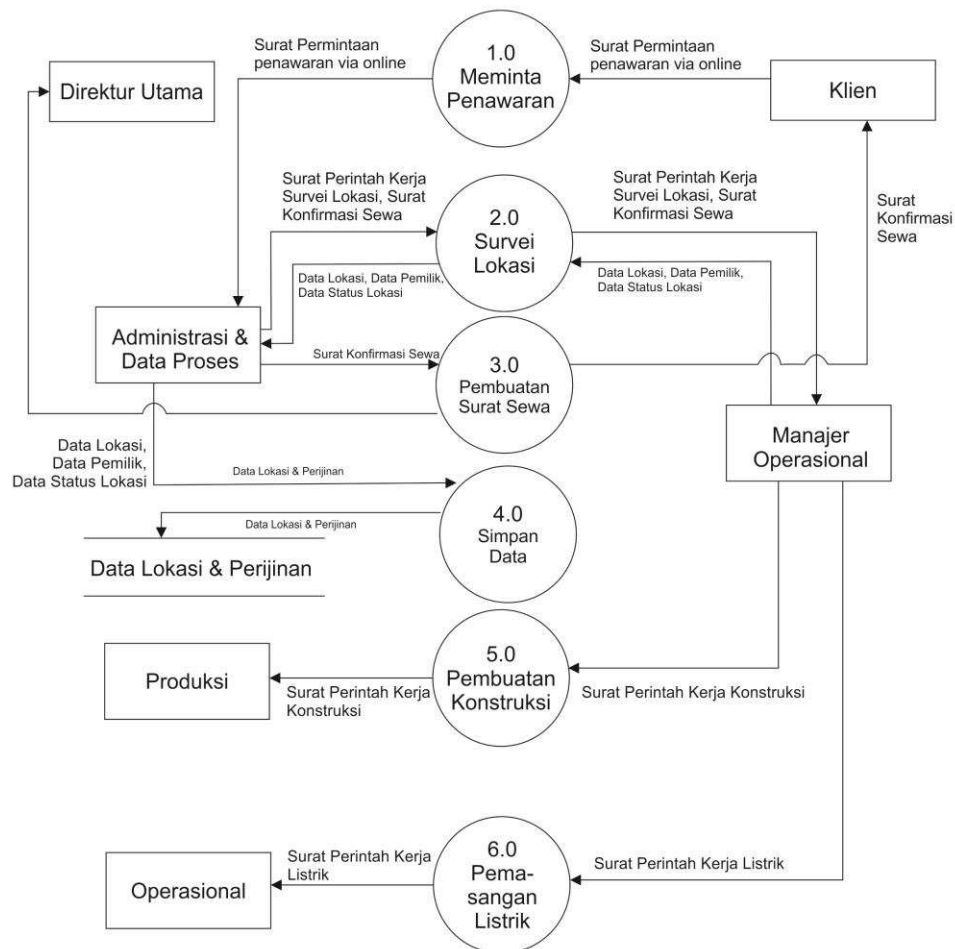 Surat Permintaan
penawaran via online
1.0
Meminta
Penawaran
Surat Permintaan
penawaran via online
Direktur Utama
Klien
Surat Perintah Kerja
Survei Lokasi, Surat
Konfirmasi Sewa
2.0
Survei
Lokasi
Surat Perintah Kerja
Survei Lokasi, Surat
Konfirmasi Sewa
Surat
Konfirmasi
Sewa
Data Lokasi, Data Pemilik,
Data Status Lokasi
Data Lokasi, Data Pemilik,
Data Status Lokasi
Administrasi &
Data Proses
Surat Konfirmasi Sewa
3.0
Pembuatan
Surat Sewa
Manajer
Operasional
Data Lokasi,
Data Pemilik,
Data Status Lokasi
Data Lokasi & Perijinan
4.0
Simpan
Data
Data Lokasi & Perijinan
Data Lokasi & Perijinan
Produksi
Surat Perintah Kerja
Konstruksi
5.0
Pembuatan
Konstruksi
Surat Perintah Kerja Konstruksi
Operasional
Surat Perintah Kerja
Listrik
6.0
Pema-
sangan
Listrik
Surat Perintah Kerja Listrik